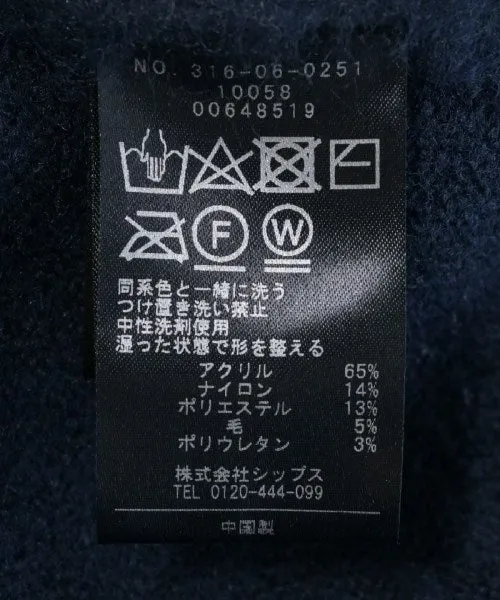 NO. 316-06-0251
10058
00648519
F
W
同系色と一緒に洗う
つけ置き洗い禁止
中性洗剤使用
湿った状態で形を整える
アクリル 65%
ナイロン 14%
ポリエステル 13%
毛 5%
ポリウレタン 3%
株式会社シップス
TEL 0120-444-099
中国製